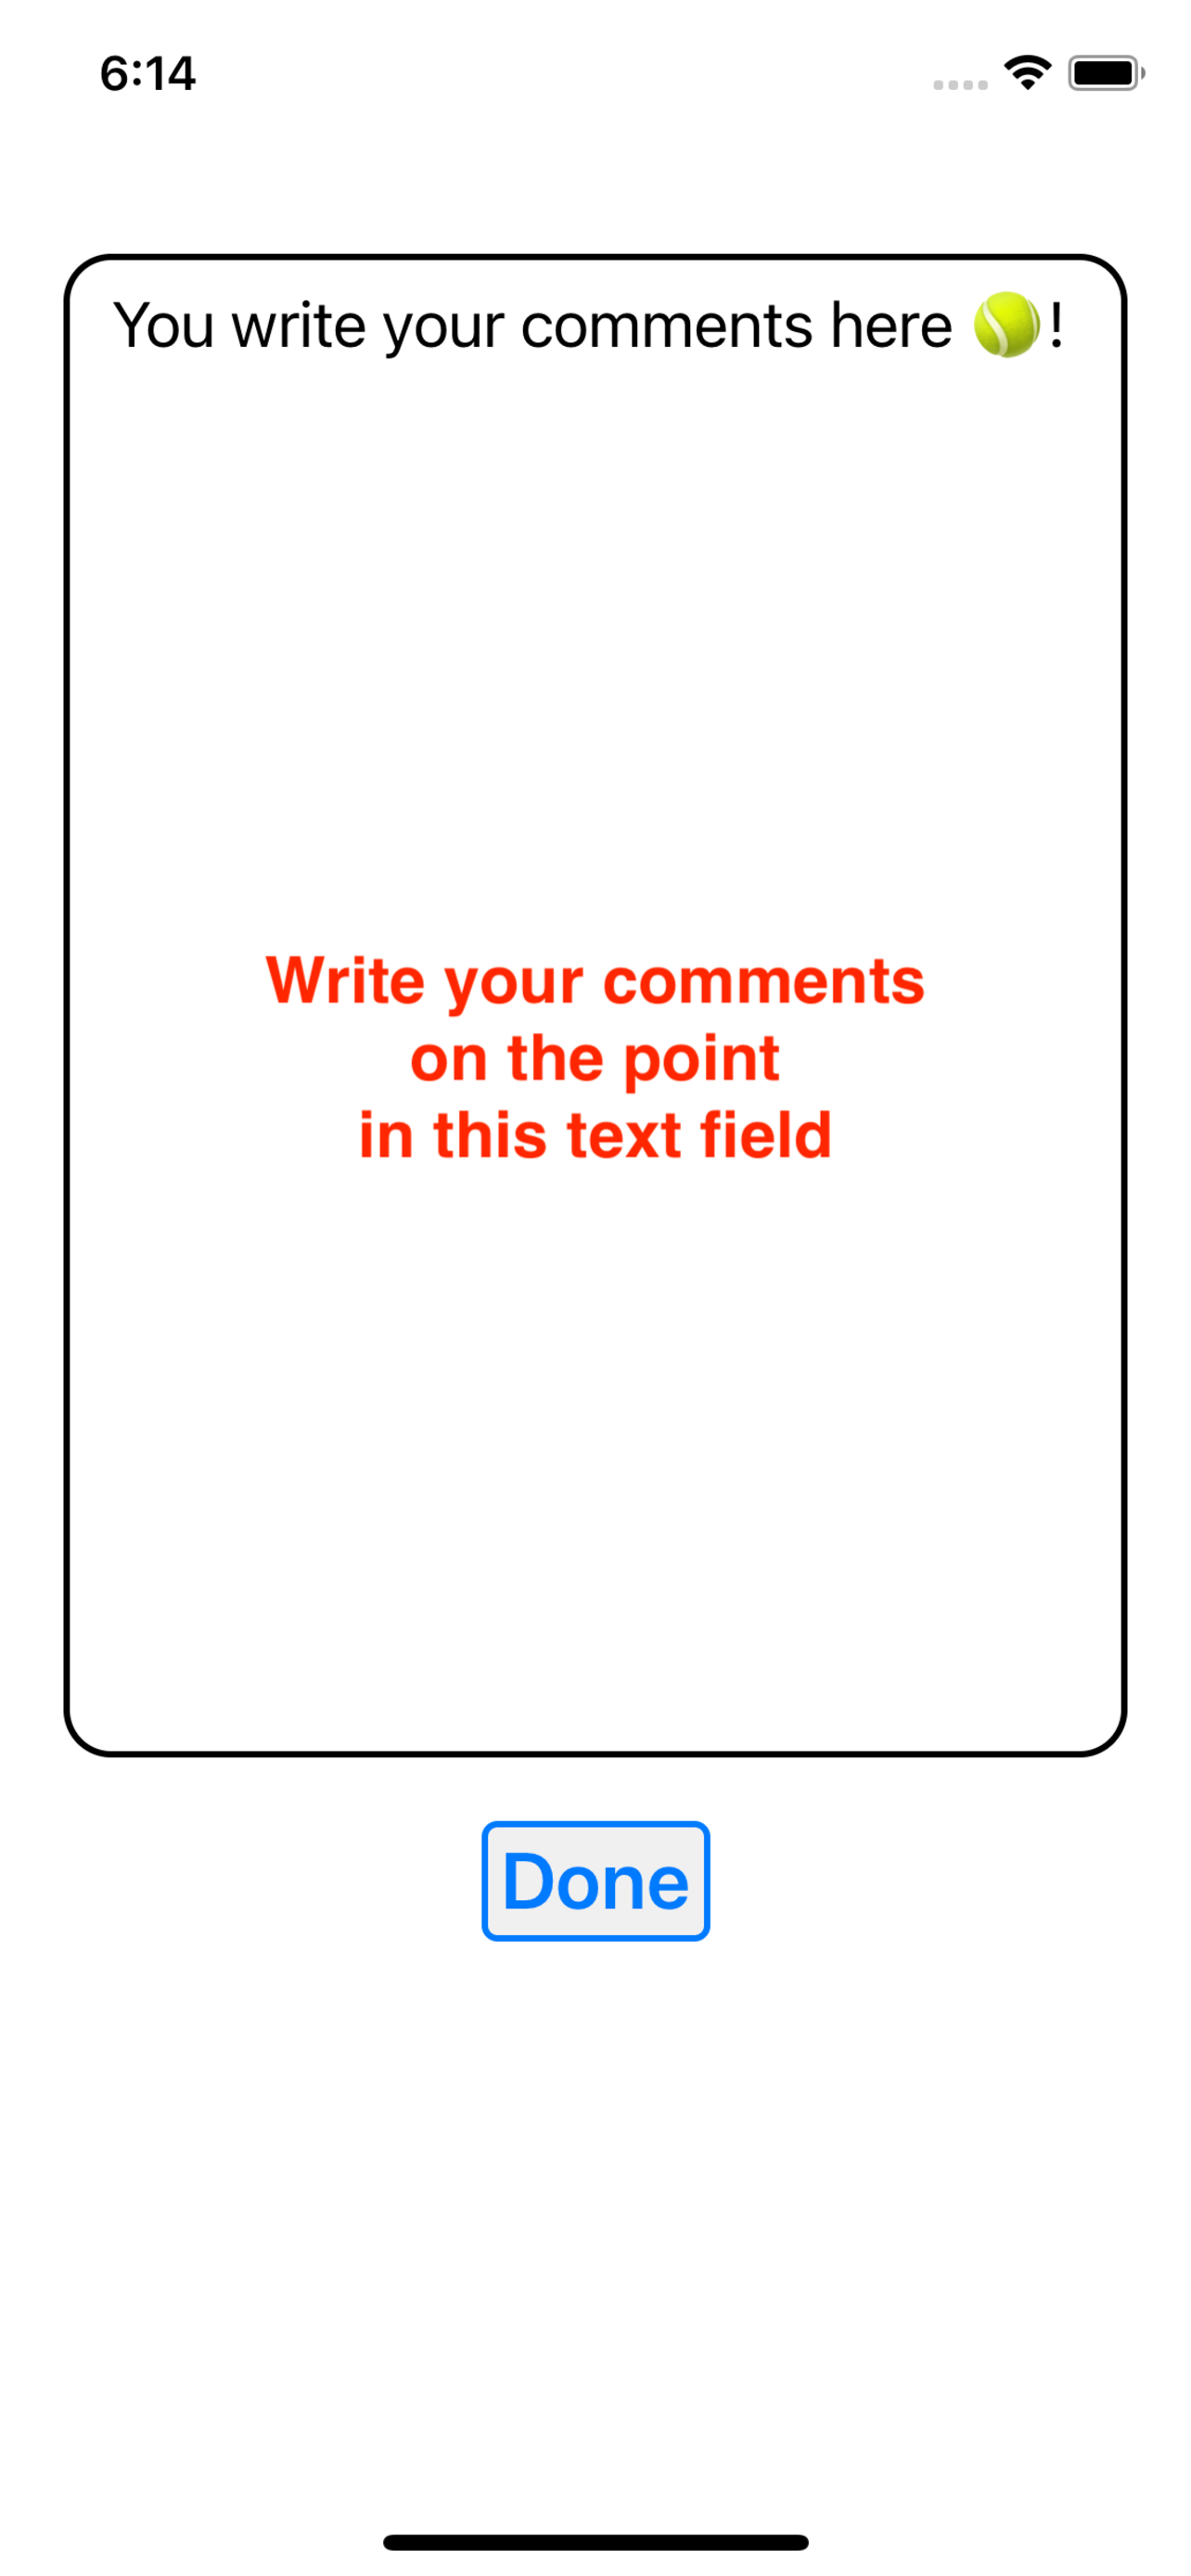 6:14
You write your comments here 🎾!
Write your comments
on the point
in this text field
Done